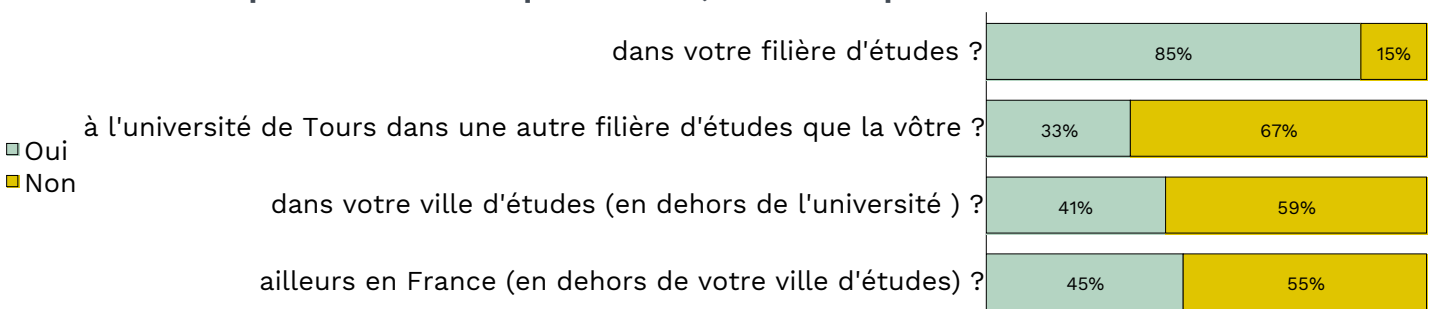 dans votre filière d'études ?
85%
15%
à l'université de Tours dans une autre filière d'études que la vôtre ?
33%
67%
Oui
Non
dans votre ville d'études (en dehors de l'université ) ?
41%
59%
ailleurs en France (en dehors de votre ville d'études) ?
45%
55%